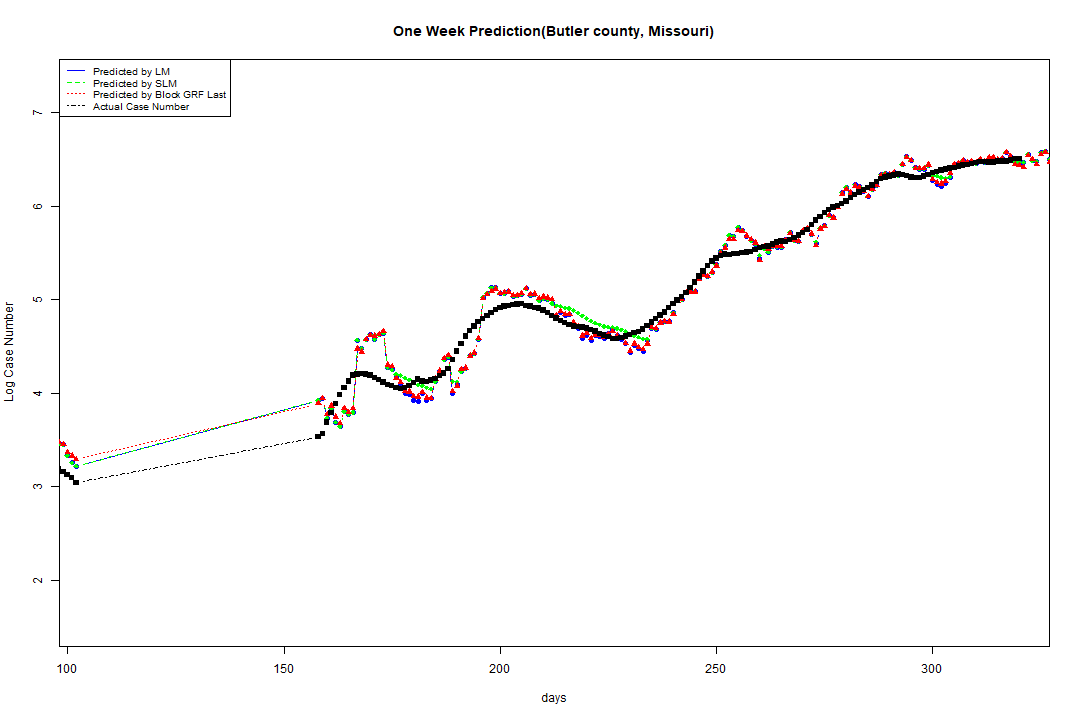 One Week Prediction(Butler county, Missouri)
Predicted by LM
Predicted by SLM
Predicted by Block GRF Last
Actual Case Number
7
6
5
4
3
2
Log Case Number
100 150 200 250 300
days